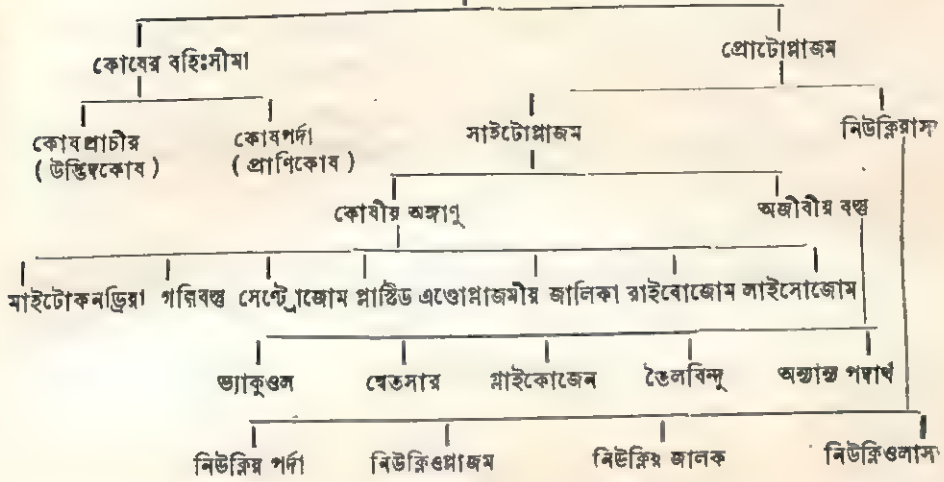 কোষের বহিঃসীমা প্রোটোপ্লাজম
কোষপ্রাচীর কোষপর্দা সাইটোপ্লাজম নিউক্লিয়াস
( উদ্ভিদকোষ ) ( প্রাণিকোষ )
কোষীয় অঙ্গাণু অজীবীয় বস্তু
মাইটোকনড্রিয়া গলিবস্তু সেণ্ট্রোজোম প্লাস্টিড এণ্ডোপ্লাজমীয় জালিকা রাইবোজোম লাইসোজোম
ভ্যাকুওল শ্বেতসার গ্লাইকোজেন তৈলবিন্দু অন্যান্য পদার্থ
নিউক্লিয় পর্দা নিউক্লিওপ্লাজম নিউক্লিয় জালক নিউক্লিওলাস